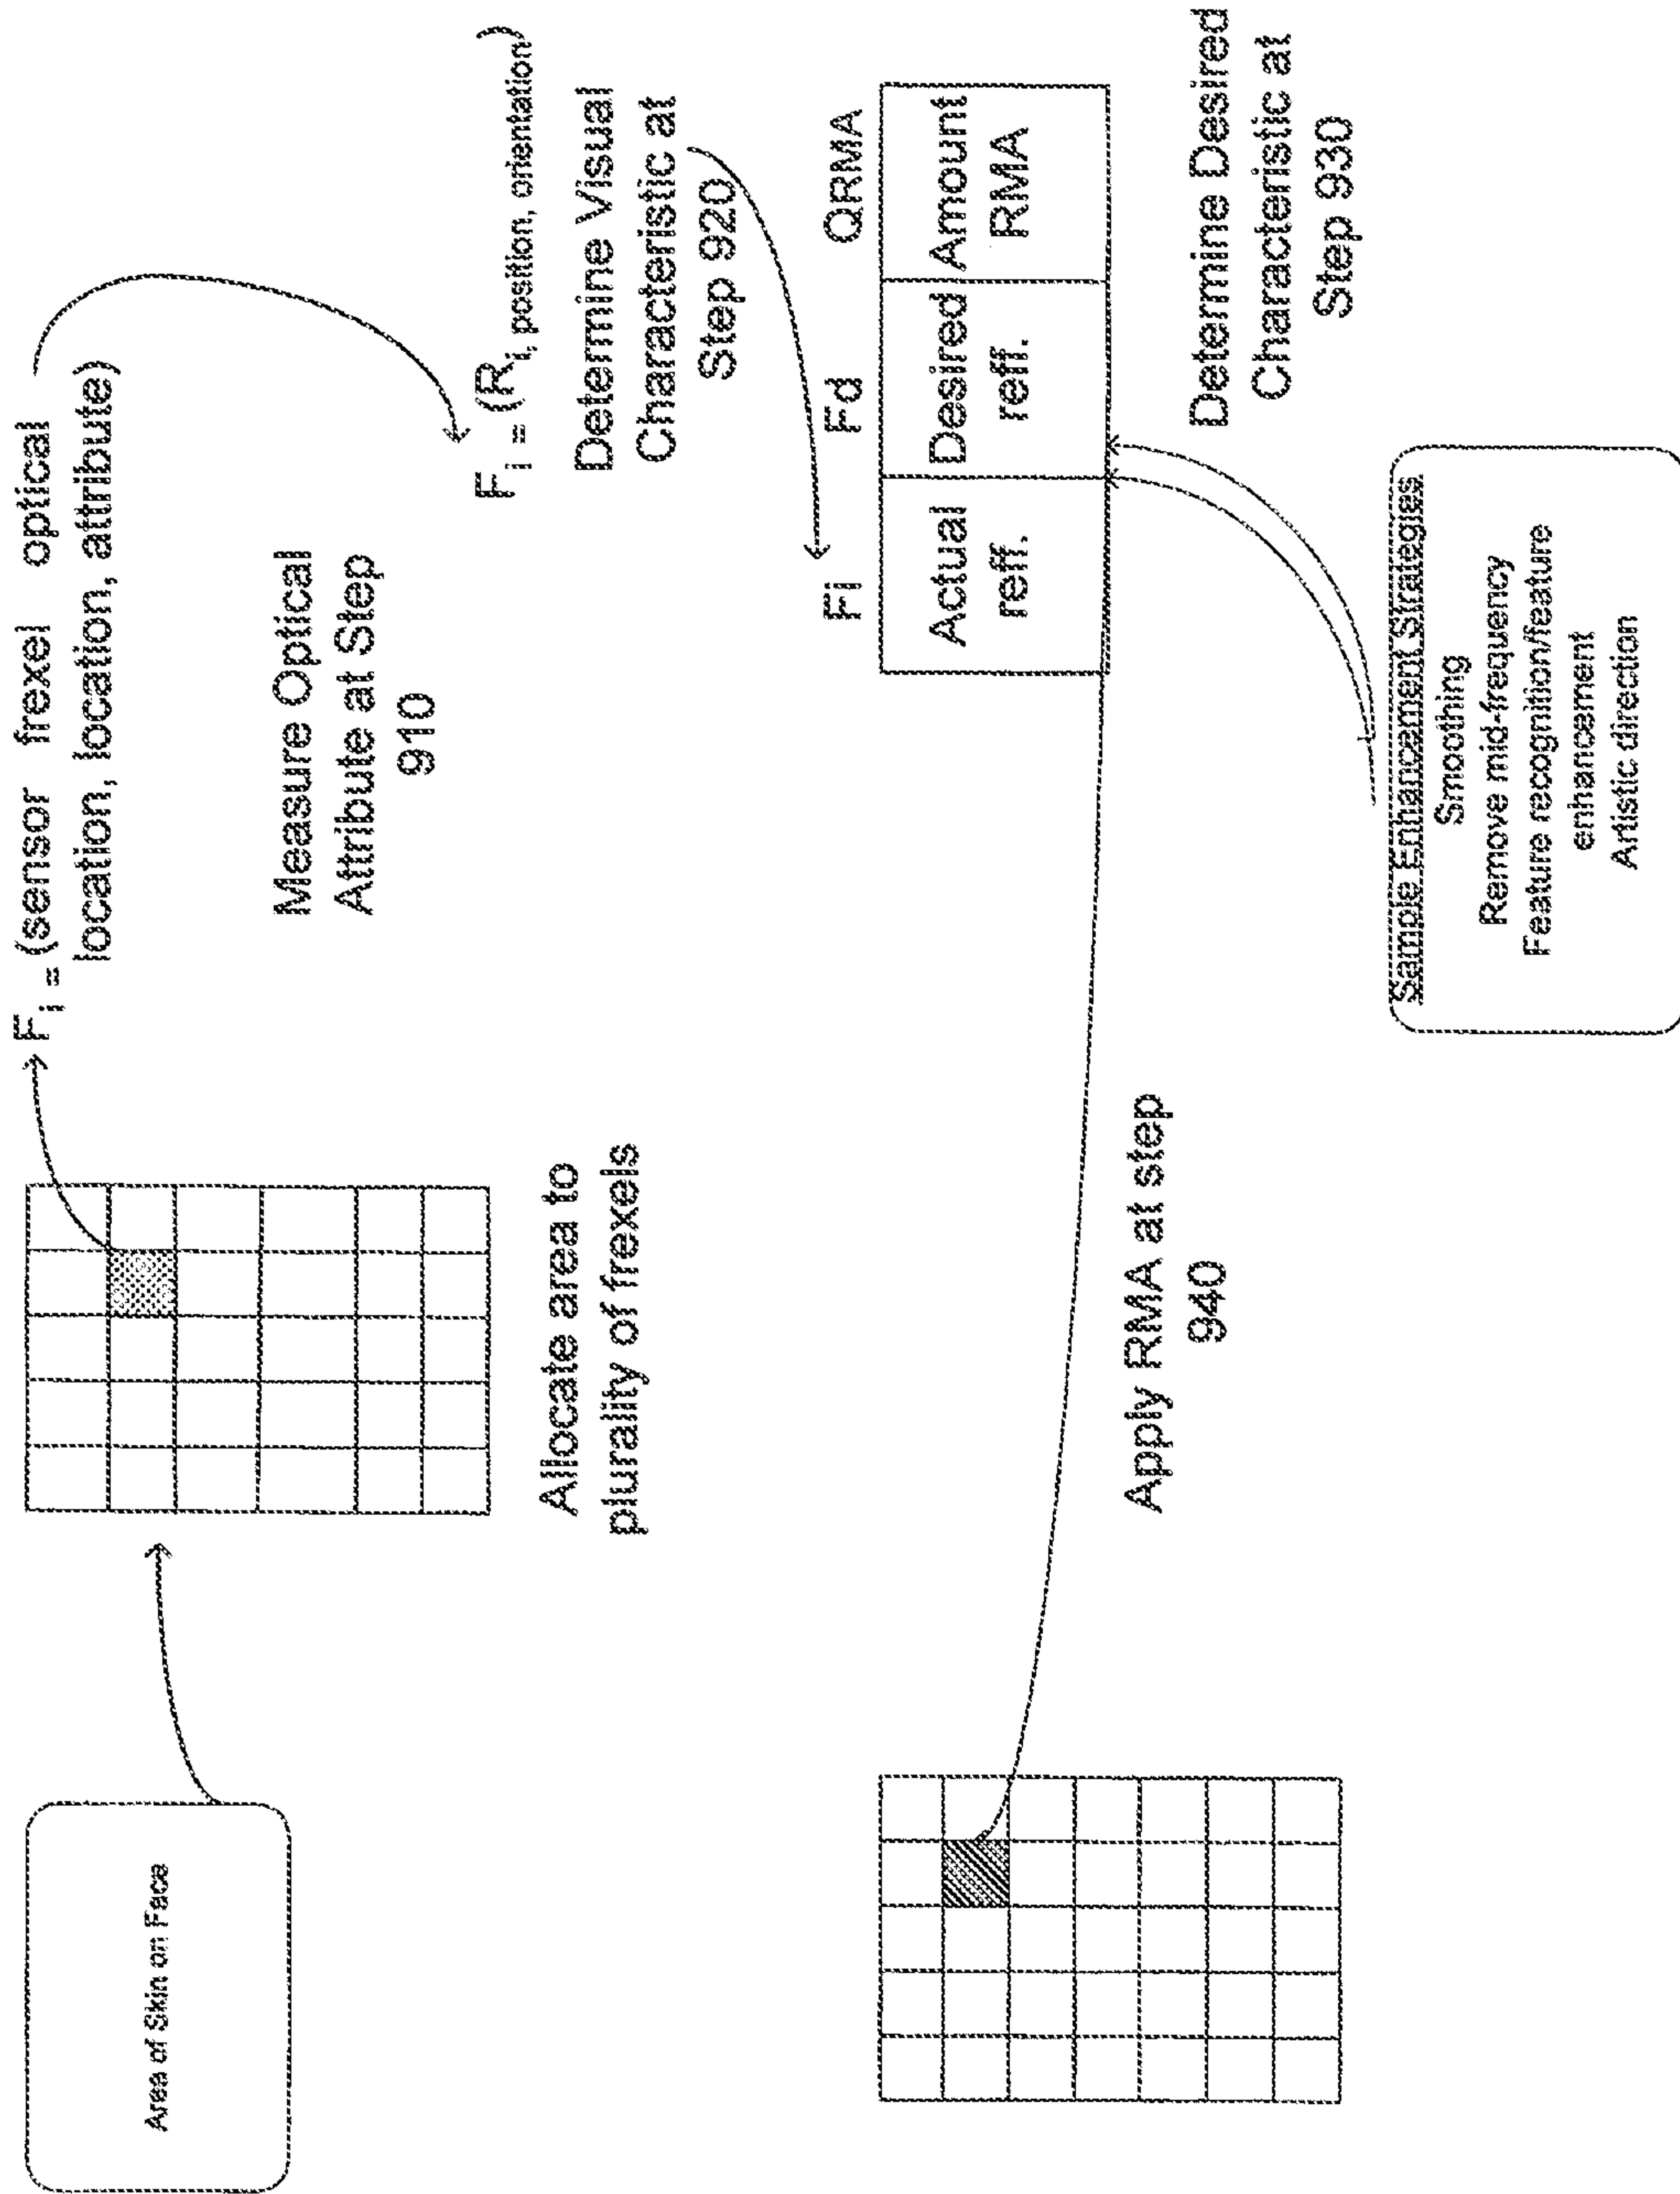 Area of Skin on Face
Allocate area to
plurality of frexels
F i = (sensor frexel optical
location, location, attribute)
Measure Optical
Attribute at Step
910
F i = (R i, position, orientation)
Determine Visual
Characteristic at
Step 920
Fi Fd QRMA
Actual Desired Amount
reff. reff. RMA
Determine Desired
Characteristic at
Step 930
Apply RMA at step
940
Sample Enhancement Strategies
Smoothing
Remove mid-frequency
Feature recognition/feature
enhancement
Artistic direction